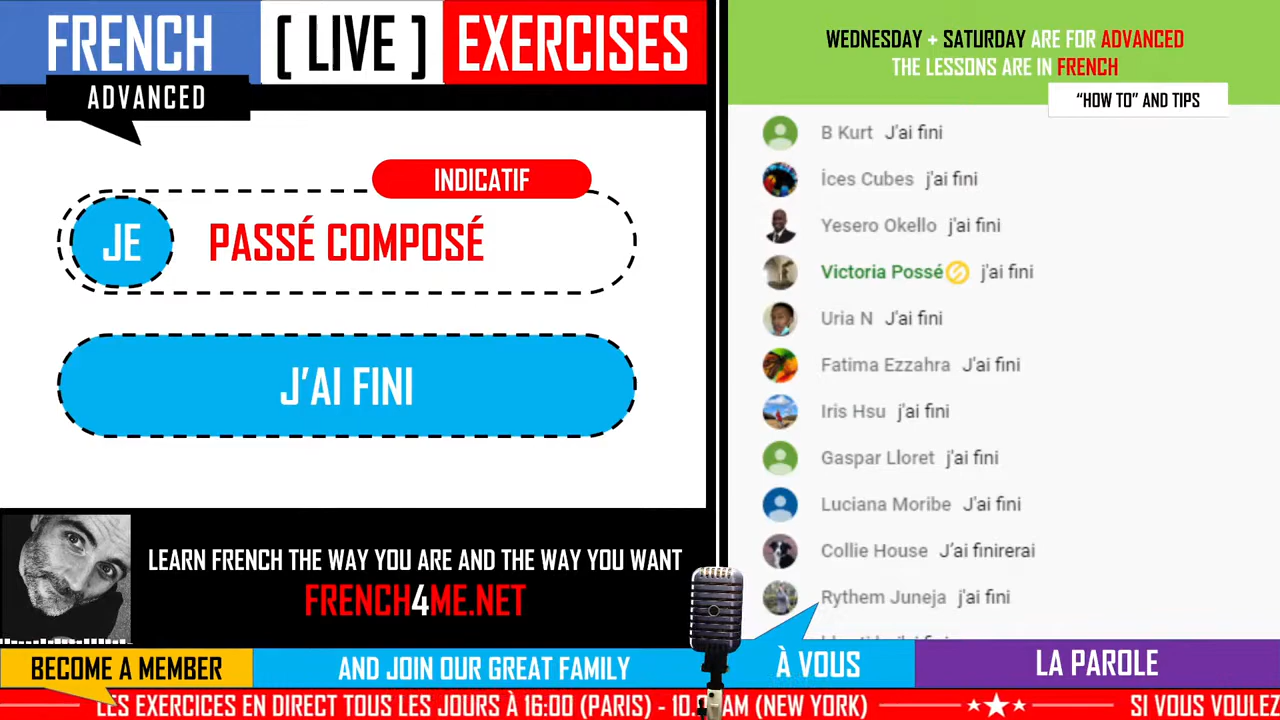 FRENCH [ LIVE ] EXERCISES
ADVANCED
INDICATIF
JE PASSÉ COMPOSÉ
J'AI FINI
LEARN FRENCH THE WAY YOU ARE AND THE WAY YOU WANT
FRENCH4ME.NET
WEDNESDAY + SATURDAY ARE FOR ADVANCED
THE LESSONS ARE IN FRENCH
“HOW TO” AND TIPS
B Kurt J'ai fini
İces Cubes j'ai fini
Yesero Okello j'ai fini
Victoria Possé j'ai fini
Uria N J'ai fini
Fatima Ezzahra J'ai fini
Iris Hsu j'ai fini
Gaspar Lloret j'ai fini
Luciana Moribe J'ai fini
Collie House J'ai finirerai
Rythem Juneja j'ai fini
BECOME A MEMBER AND JOIN OUR GREAT FAMILY
À VOUS LA PAROLE
LES EXERCICES EN DIRECT TOUS LES JOURS À 16:00 (PARIS) - AM (NEW YORK) SI VOUS VOULEZ